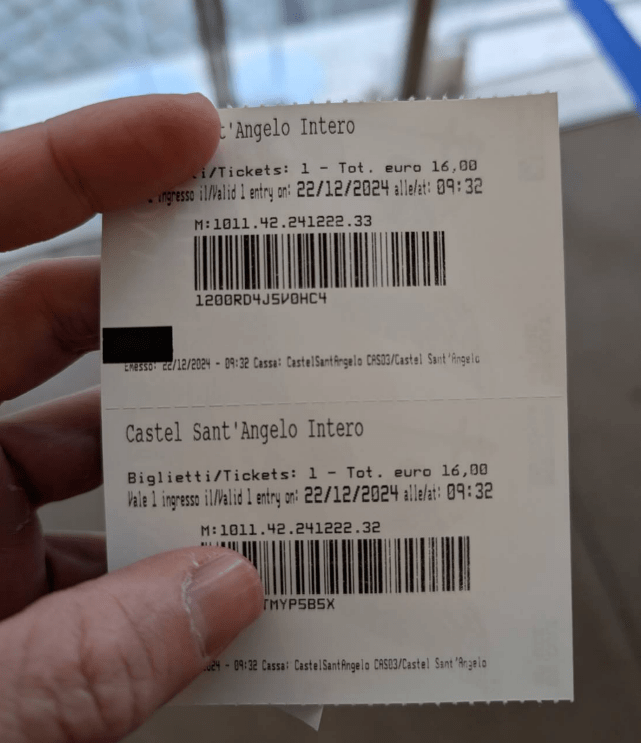 t'Angelo Intero
i/Tickets: 1 - Tot. euro 16,00
ingresso il/Valid 1 entry on: 22/12/2024 alle/at: 09:32
M:1011.42.241222.33
1200RD4J5V0HC4
Emesso: 22/12/2024 - 09:32 Cassa: CastelSantAngelo CAS03/Castel Sant'Angelo
Castel Sant'Angelo Intero
Biglietti/Tickets: 1 - Tot. euro 16,00
Vale 1 ingresso il/Valid 1 entry on: 22/12/2024 alle/at: 09:32
M:1011.42.241222.32
TMYP5B5X
2024 - 09:32 Cassa: CastelSantAngelo CAS03/Castel Sant'Angelo